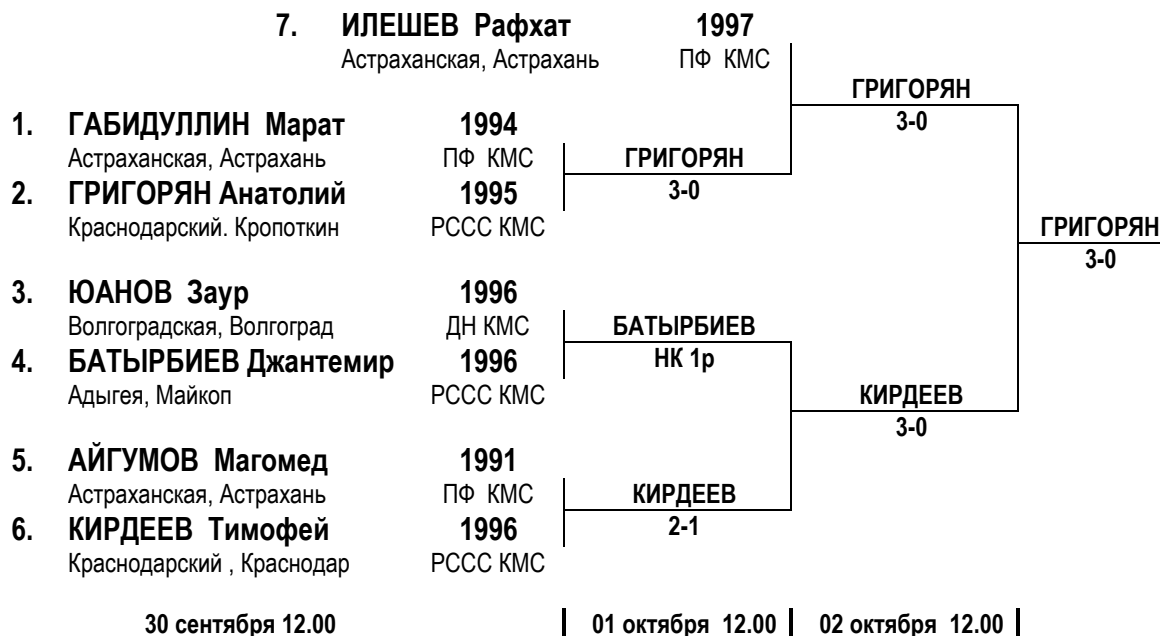 7. ИЛЕШЕВ Рафхат 1997
Астраханская, Астрахань ПФ КМС
ГРИГОРЯН
3-0
1. ГАБИДУЛЛИН Марат 1994
Астраханская, Астрахань ПФ КМС
ГРИГОРЯН
3-0
2. ГРИГОРЯН Анатолий 1995
Краснодарский. Кропоткин РССС КМС
ГРИГОРЯН
3-0
3. ЮАНОВ Заур 1996
Волгоградская, Волгоград ДН КМС
БАТЫРБИЕВ
НК 1р
4. БАТЫРБИЕВ Джантемир 1996
Адыгея, Майкоп РССС КМС
КИРДЕЕВ
3-0
5. АЙГУМОВ Магомед 1991
Астраханская, Астрахань ПФ КМС
КИРДЕЕВ
2-1
6. КИРДЕЕВ Тимофей 1996
Краснодарский , Краснодар РССС КМС
30 сентября 12.00 01 октября 12.00 02 октября 12.00